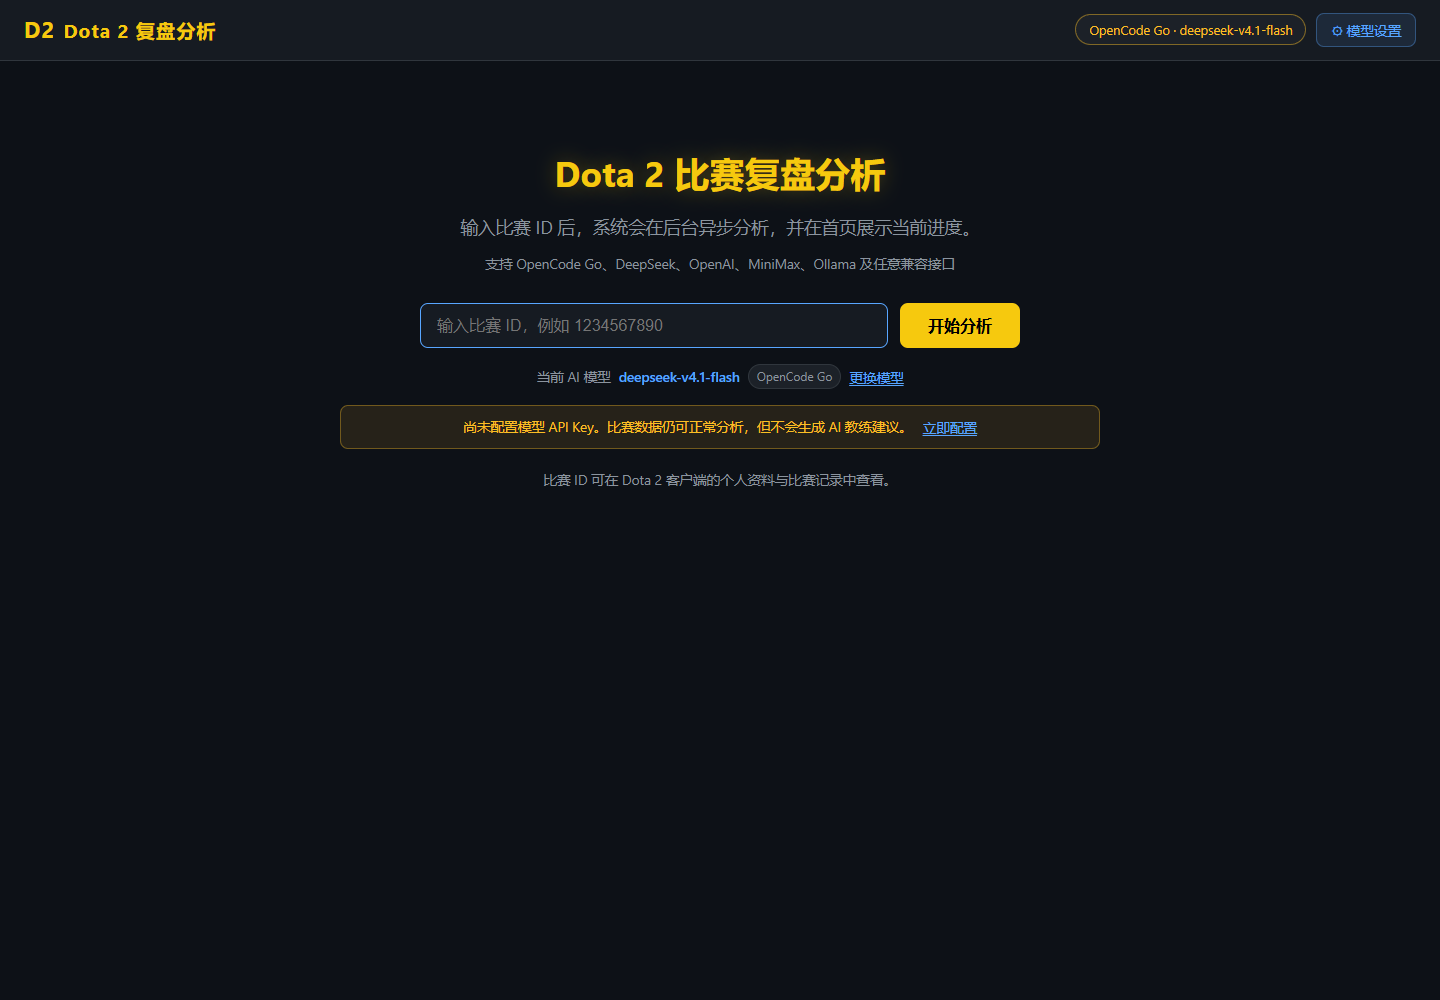 D2 Dota 2 复盘分析
OpenCode Go · deepseek-v4.1-flash
⚙ 模型设置
Dota 2 比赛复盘分析
输入比赛 ID 后，系统会在后台异步分析，并在首页展示当前进度。
支持 OpenCode Go、DeepSeek、OpenAI、MiniMax、Ollama 及任意兼容接口
输入比赛 ID，例如 1234567890
开始分析
当前 AI 模型 deepseek-v4.1-flash OpenCode Go 更换模型
尚未配置模型 API Key。比赛数据仍可正常分析，但不会生成 AI 教练建议。 立即配置
比赛 ID 可在 Dota 2 客户端的个人资料与比赛记录中查看。